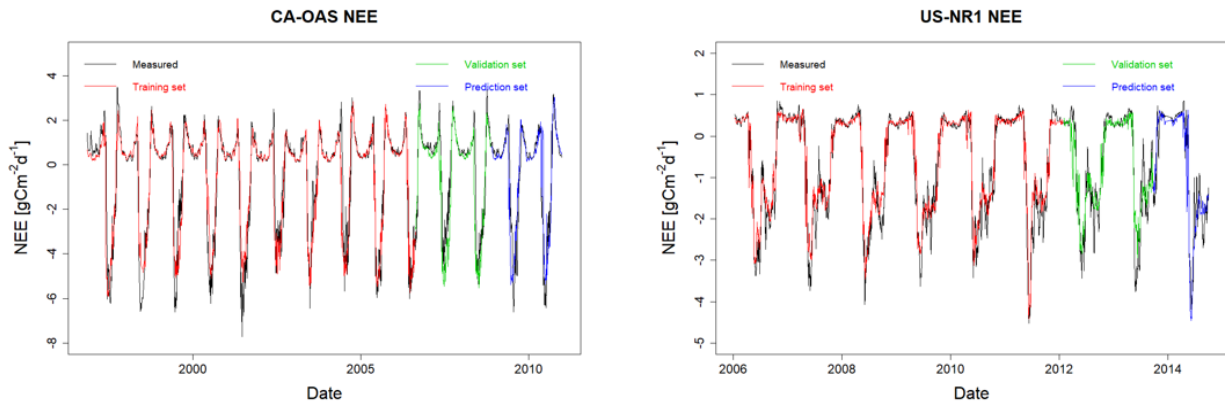 CA-OAS NEE
Measured
Training set
Validation set
Prediction set
NEE [gCm⁻²d⁻¹]
4
2
0
-2
-4
-6
-8
2000
2005
2010
Date
US-NR1 NEE
Measured
Training set
Validation set
Prediction set
NEE [gCm⁻²d⁻¹]
2
1
0
-1
-2
-3
-4
-5
2006
2008
2010
2012
2014
Date